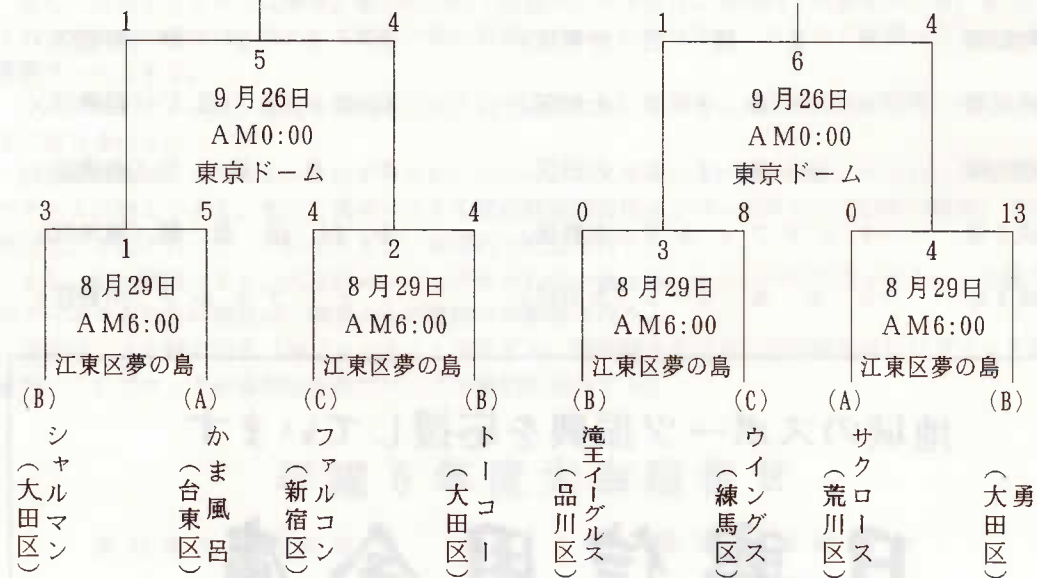 1 4
5
9月26日
AM0:00
東京ドーム
1 4
6
9月26日
AM0:00
東京ドーム
3 5
1
8月29日
AM6:00
江東区夢の島
4 4
2
8月29日
AM6:00
江東区夢の島
0 8
3
8月29日
AM6:00
江東区夢の島
0 13
4
8月29日
AM6:00
江東区夢の島
(B)
シャルマン
(大田区)
(A)
かま風呂
(台東区)
(C)
ファルコン
(新宿区)
(B)
トーコー
(大田区)
(B)
滝王イーグルス
(品川区)
(C)
ウイングス
(練馬区)
(A)
サクロース
(荒川区)
(B)
勇
(大田区)